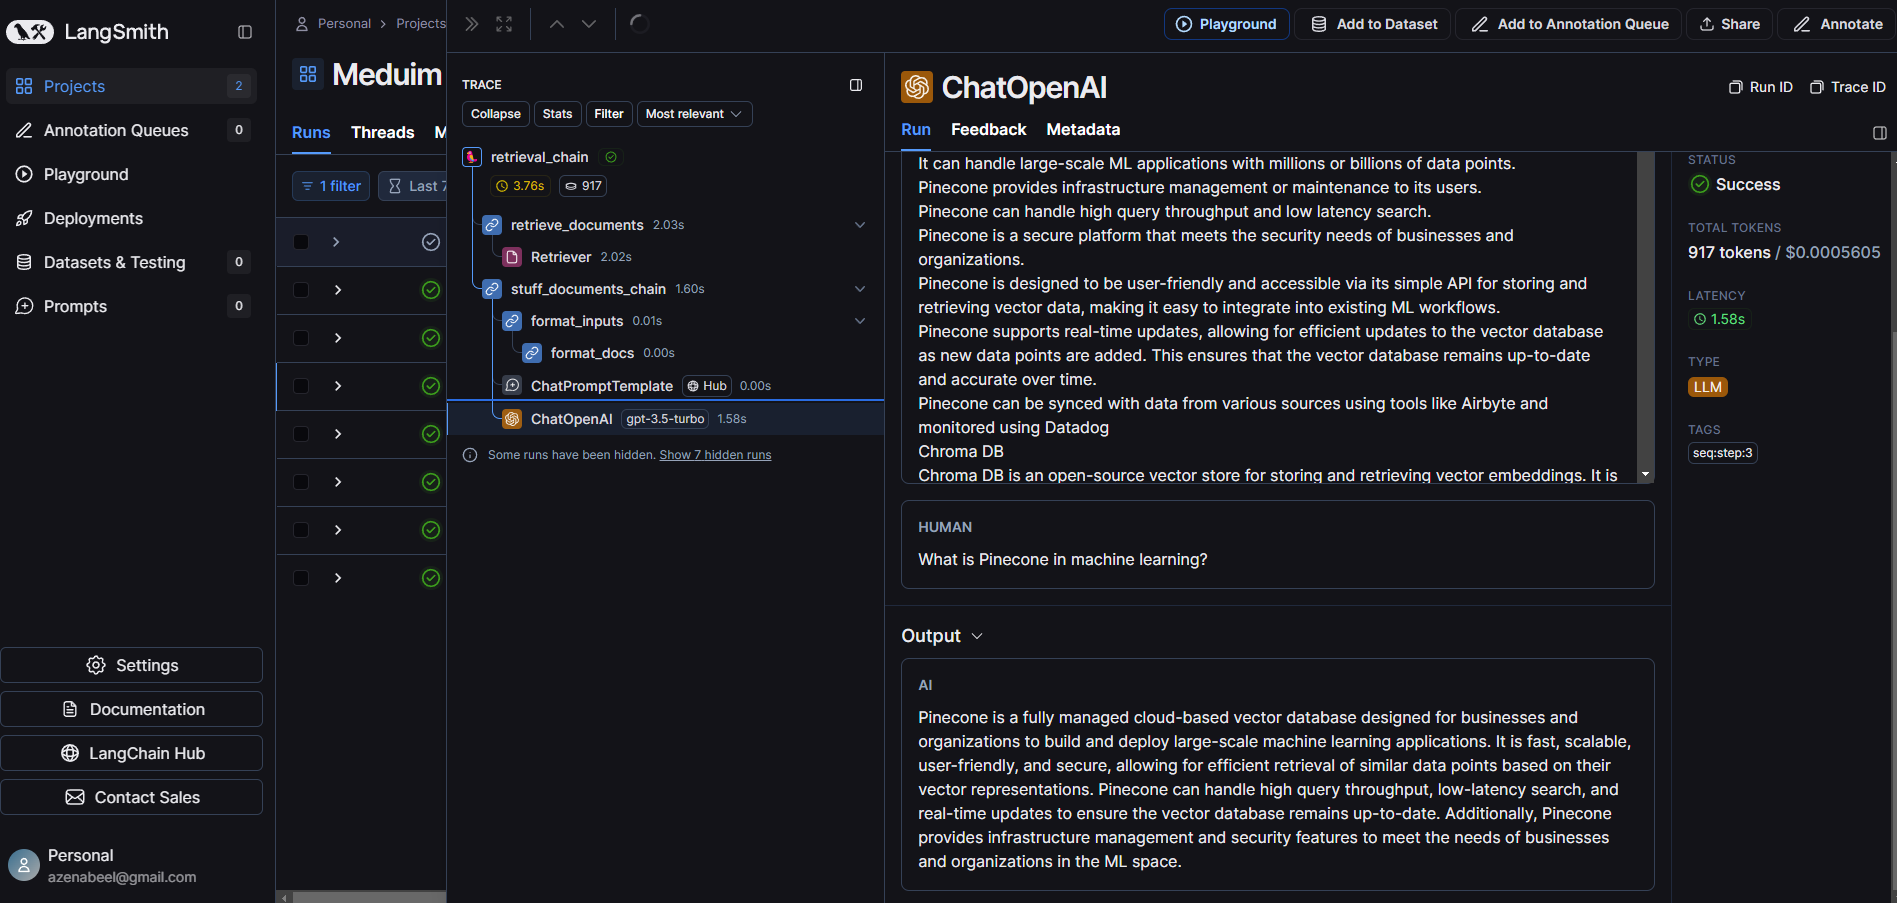 LangSmith
Projects
2
Annotation Queues
0
Playground
Deployments
Datasets & Testing
0
Prompts
0
Settings
Documentation
LangChain Hub
Contact Sales
Personal
azenabeel@gmail.com
Personal
Projects
Meduim
Runs
Threads
M
1 filter
Last 7
Playground
Add to Dataset
Add to Annotation Queue
Share
Annotate
TRACE
Collapse
Stats
Filter
Most relevant
retrieval_chain
3.76s
917
retrieve_documents 2.03s
Retriever 2.02s
stuff_documents_chain 1.60s
format_inputs 0.01s
format_docs 0.00s
ChatPromptTemplate Hub 0.00s
ChatOpenAI gpt-3.5-turbo 1.58s
Some runs have been hidden. Show 7 hidden runs
ChatOpenAI
Run ID
Trace ID
Run
Feedback
Metadata
It can handle large-scale ML applications with millions or billions of data points.
Pinecone provides infrastructure management or maintenance to its users.
Pinecone can handle high query throughput and low latency search.
Pinecone is a secure platform that meets the security needs of businesses and
organizations.
Pinecone is designed to be user-friendly and accessible via its simple API for storing and
retrieving vector data, making it easy to integrate into existing ML workflows.
Pinecone supports real-time updates, allowing for efficient updates to the vector database
as new data points are added. This ensures that the vector database remains up-to-date
and accurate over time.
Pinecone can be synced with data from various sources using tools like Airbyte and
monitored using Datadog
Chroma DB
Chroma DB is an open-source vector store for storing and retrieving vector embeddings. It is
HUMAN
What is Pinecone in machine learning?
Output
AI
Pinecone is a fully managed cloud-based vector database designed for businesses and
organizations to build and deploy large-scale machine learning applications. It is fast, scalable,
user-friendly, and secure, allowing for efficient retrieval of similar data points based on their
vector representations. Pinecone can handle high query throughput, low-latency search, and
real-time updates to ensure the vector database remains up-to-date. Additionally, Pinecone
provides infrastructure management and security features to meet the needs of businesses
and organizations in the ML space.
STATUS
Success
TOTAL TOKENS
917 tokens / $0.0005605
LATENCY
1.58s
TYPE
LLM
TAGS
seq:step:3